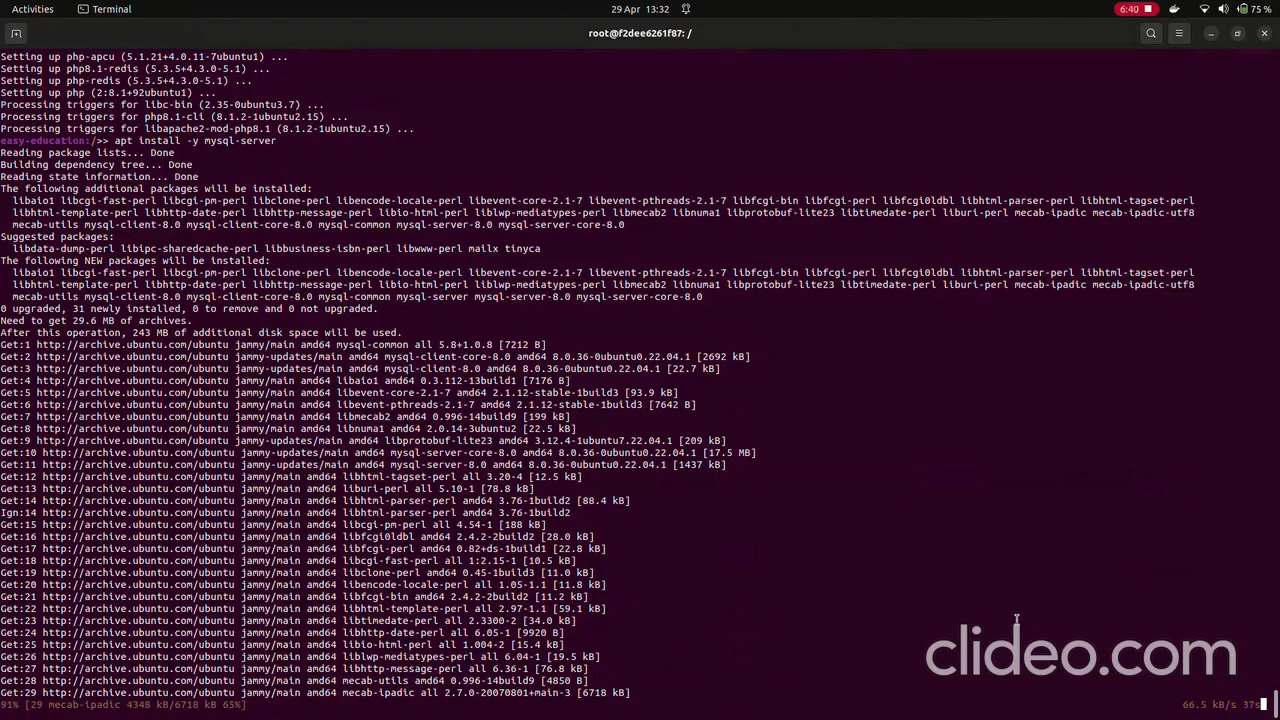 Activities
Terminal
29 Apr 13:32
6:40
75 %
root@f2dee6261f87: /
Setting up php-apcu (5.1.21+4.0.11-7ubuntu1) ...
Setting up php8.1-redis (5.3.5+4.3.0-5.1) ...
Setting up php-redis (5.3.5+4.3.0-5.1) ...
Setting up php (2:8.1+92ubuntu1) ...
Processing triggers for libc-bin (2.35-0ubuntu3.7) ...
Processing triggers for php8.1-cli (8.1.2-1ubuntu2.15) ...
Processing triggers for libapache2-mod-php8.1 (8.1.2-1ubuntu2.15) ...
easy-education:/>> apt install -y mysql-server
Reading package lists... Done
Building dependency tree... Done
Reading state information... Done
The following additional packages will be installed:
libaio1 libcgi-fast-perl libcgi-pm-perl libclone-perl libencode-locale-perl libevent-core-2.1-7 libevent-pthreads-2.1-7 libfcgi-bin libfcgi-perl libfcgi0ldbl libhtml-parser-perl libhtml-tagset-perl
libhtml-template-perl libhttp-date-perl libhttp-message-perl libio-html-perl liblwp-mediatypes-perl libmecab2 libnuma1 libprotobuf-lite23 libtimedate-perl liburi-perl mecab-ipadic mecab-ipadic-utf8
mecab-utils mysql-client-8.0 mysql-client-core-8.0 mysql-common mysql-server-8.0 mysql-server-core-8.0
Suggested packages:
libdata-dump-perl libipc-sharedcache-perl libbusiness-isbn-perl libwww-perl mailx tinyca
The following NEW packages will be installed:
libaio1 libcgi-fast-perl libcgi-pm-perl libclone-perl libencode-locale-perl libevent-core-2.1-7 libevent-pthreads-2.1-7 libfcgi-bin libfcgi-perl libfcgi0ldbl libhtml-parser-perl libhtml-tagset-perl
libhtml-template-perl libhttp-date-perl libhttp-message-perl libio-html-perl liblwp-mediatypes-perl libmecab2 libnuma1 libprotobuf-lite23 libtimedate-perl liburi-perl mecab-ipadic mecab-ipadic-utf8
mecab-utils mysql-client-8.0 mysql-client-core-8.0 mysql-common mysql-server mysql-server-8.0 mysql-server-core-8.0
0 upgraded, 31 newly installed, 0 to remove and 0 not upgraded.
Need to get 29.6 MB of archives.
After this operation, 243 MB of additional disk space will be used.
Get:1 http://archive.ubuntu.com/ubuntu jammy/main amd64 mysql-common all 5.8+1.0.8 [7212 B]
Get:2 http://archive.ubuntu.com/ubuntu jammy-updates/main amd64 mysql-client-core-8.0 amd64 8.0.36-0ubuntu0.22.04.1 [2692 kB]
Get:3 http://archive.ubuntu.com/ubuntu jammy-updates/main amd64 mysql-client-8.0 amd64 8.0.36-0ubuntu0.22.04.1 [22.7 kB]
Get:4 http://archive.ubuntu.com/ubuntu jammy/main amd64 libaio1 amd64 0.3.112-13build1 [7176 B]
Get:5 http://archive.ubuntu.com/ubuntu jammy/main amd64 libevent-core-2.1-7 amd64 2.1.12-stable-1build3 [93.9 kB]
Get:6 http://archive.ubuntu.com/ubuntu jammy/main amd64 libevent-pthreads-2.1-7 amd64 2.1.12-stable-1build3 [7642 B]
Get:7 http://archive.ubuntu.com/ubuntu jammy/main amd64 libmecab2 amd64 0.996-14build9 [199 kB]
Get:8 http://archive.ubuntu.com/ubuntu jammy/main amd64 libnuma1 amd64 2.0.14-3ubuntu2 [22.5 kB]
Get:9 http://archive.ubuntu.com/ubuntu jammy-updates/main amd64 libprotobuf-lite23 amd64 3.12.4-1ubuntu7.22.04.1 [209 kB]
Get:10 http://archive.ubuntu.com/ubuntu jammy-updates/main amd64 mysql-server-core-8.0 amd64 8.0.36-0ubuntu0.22.04.1 [17.5 MB]
Get:11 http://archive.ubuntu.com/ubuntu jammy-updates/main amd64 mysql-server-8.0 amd64 8.0.36-0ubuntu0.22.04.1 [1437 kB]
Get:12 http://archive.ubuntu.com/ubuntu jammy/main amd64 libhtml-tagset-perl all 3.20-4 [12.5 kB]
Get:13 http://archive.ubuntu.com/ubuntu jammy/main amd64 liburi-perl all 5.10-1 [78.8 kB]
Get:14 http://archive.ubuntu.com/ubuntu jammy/main amd64 libhtml-parser-perl amd64 3.76-1build2 [88.4 kB]
Ign:14 http://archive.ubuntu.com/ubuntu jammy/main amd64 libhtml-parser-perl amd64 3.76-1build2
Get:15 http://archive.ubuntu.com/ubuntu jammy/main amd64 libcgi-pm-perl all 4.54-1 [188 kB]
Get:16 http://archive.ubuntu.com/ubuntu jammy/main amd64 libfcgi0ldbl amd64 2.4.2-2build2 [28.0 kB]
Get:17 http://archive.ubuntu.com/ubuntu jammy/main amd64 libfcgi-perl amd64 0.82+ds-1build1 [22.8 kB]
Get:18 http://archive.ubuntu.com/ubuntu jammy/main amd64 libcgi-fast-perl all 1:2.15-1 [10.5 kB]
Get:19 http://archive.ubuntu.com/ubuntu jammy/main amd64 libclone-perl amd64 0.45-1build3 [11.0 kB]
Get:20 http://archive.ubuntu.com/ubuntu jammy/main amd64 libencode-locale-perl all 1.05-1.1 [11.8 kB]
Get:21 http://archive.ubuntu.com/ubuntu jammy/main amd64 libfcgi-bin amd64 2.4.2-2build2 [11.2 kB]
Get:22 http://archive.ubuntu.com/ubuntu jammy/main amd64 libhtml-template-perl all 2.97-1.1 [59.1 kB]
Get:23 http://archive.ubuntu.com/ubuntu jammy/main amd64 libtimedate-perl all 2.3300-2 [34.0 kB]
Get:24 http://archive.ubuntu.com/ubuntu jammy/main amd64 libhttp-date-perl all 6.05-1 [9920 B]
Get:25 http://archive.ubuntu.com/ubuntu jammy/main amd64 libio-html-perl all 1.004-2 [15.4 kB]
Get:26 http://archive.ubuntu.com/ubuntu jammy/main amd64 liblwp-mediatypes-perl all 6.04-1 [19.5 kB]
Get:27 http://archive.ubuntu.com/ubuntu jammy/main amd64 libhttp-message-perl all 6.36-1 [76.8 kB]
Get:28 http://archive.ubuntu.com/ubuntu jammy/main amd64 mecab-utils amd64 0.996-14build9 [4850 B]
Get:29 http://archive.ubuntu.com/ubuntu jammy/main amd64 mecab-ipadic all 2.7.0-20070801+main-3 [6718 kB]
91% [29 mecab-ipadic 4348 kB/6718 kB 65%]
66.5 kB/s 37s
clideo.com